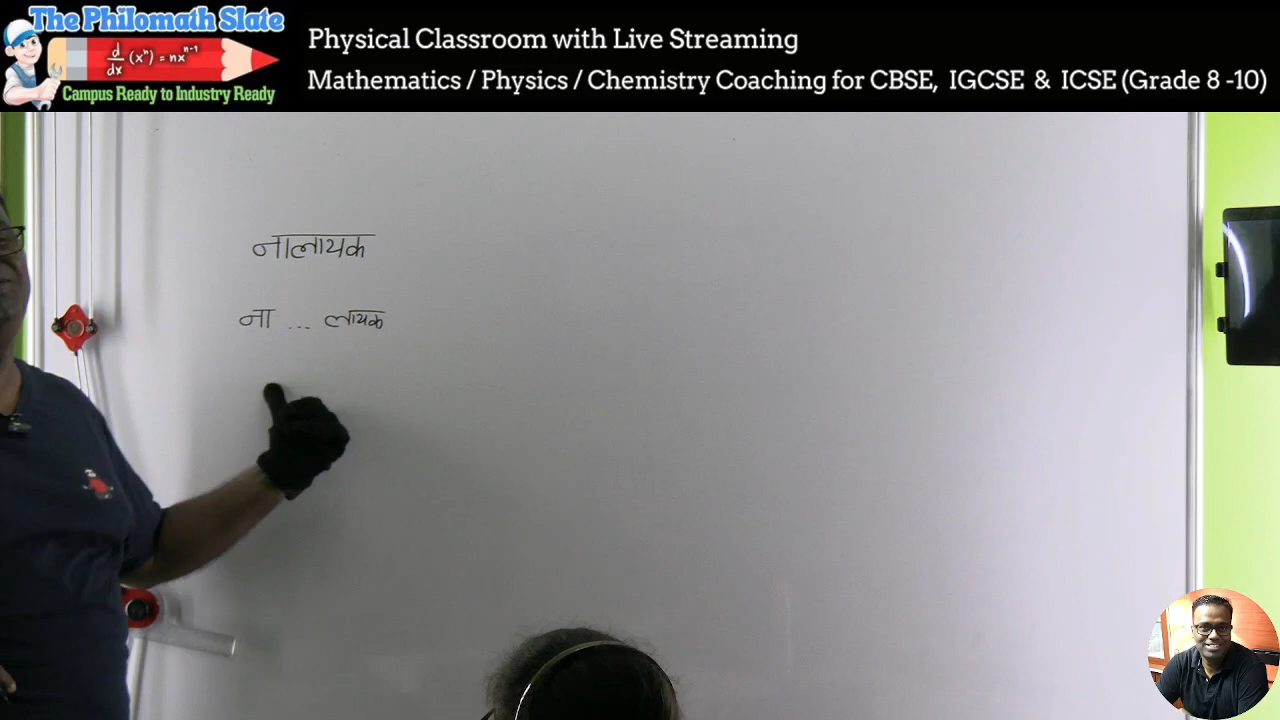 The Philomath Slate
d/dx (xⁿ) = nxⁿ⁻¹
Campus Ready to Industry Ready
Physical Classroom with Live Streaming
Mathematics / Physics / Chemistry Coaching for CBSE, IGCSE & ICSE (Grade 8 -10)
नालायक
ना ... लायक